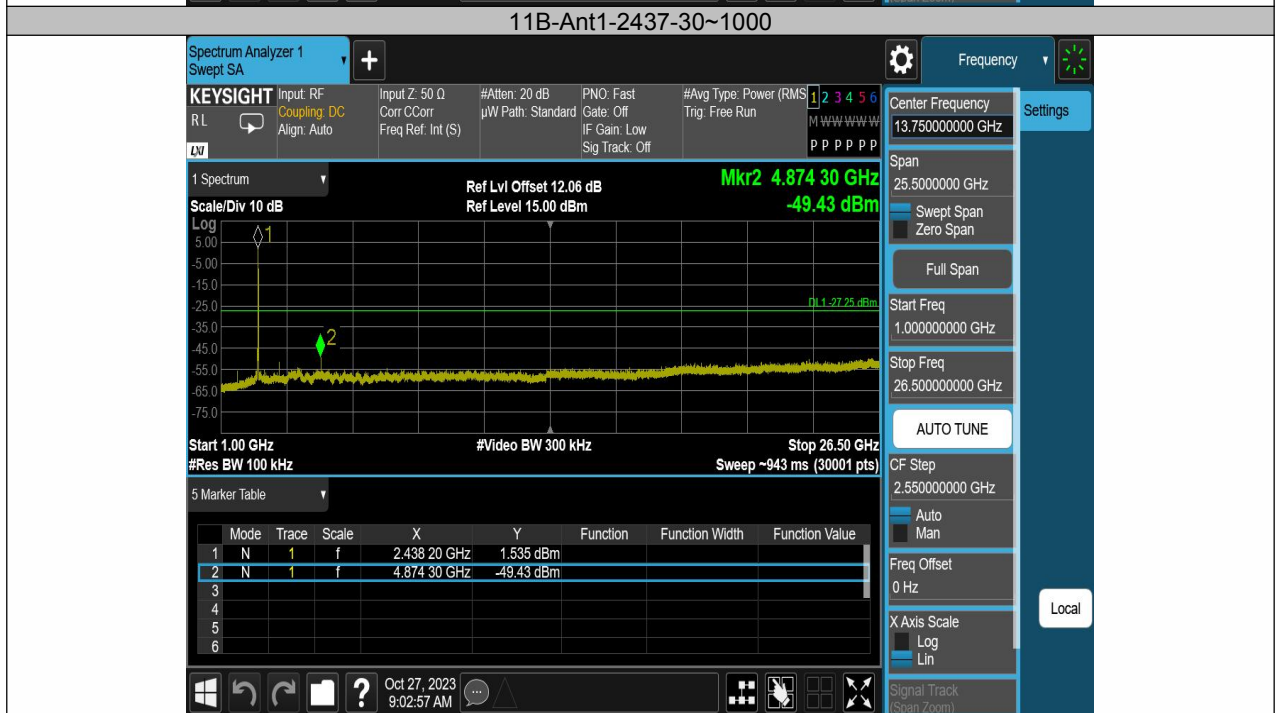 11B-Ant1-2437-30~1000
Spectrum Analyzer 1
Swept SA
+
Frequency
KEYSIGHT
RL
LXI
Input: RF
Coupling: DC
Align: Auto
Input Z: 50 Ω
Corr CCorr
Freq Ref: Int (S)
#Atten: 20 dB
µW Path: Standard
PNO: Fast
Gate: Off
IF Gain: Low
Sig Track: Off
#Avg Type: Power (RMS
Trig: Free Run
1 2 3 4 5 6
M W W W W W
P P P P P P
1 Spectrum
Scale/Div 10 dB
Ref Lvl Offset 12.06 dB
Ref Level 15.00 dBm
Mkr2 4.874 30 GHz
-49.43 dBm
Log
5.00
-5.00
-15.0
-25.0
-35.0
-45.0
-55.0
-65.0
-75.0
1
2
DL1 -27.25 dBm
Start 1.00 GHz
#Video BW 300 kHz
Stop 26.50 GHz
#Res BW 100 kHz
Sweep ~943 ms (30001 pts)
5 Marker Table
Mode Trace Scale X Y Function Function Width Function Value
1 N 1 f 2.438 20 GHz 1.535 dBm
2 N 1 f 4.874 30 GHz -49.43 dBm
3
4
5
6
Oct 27, 2023
9:02:57 AM
Center Frequency
13.750000000 GHz
Settings
Span
25.5000000 GHz
Swept Span
Zero Span
Full Span
Start Freq
1.000000000 GHz
Stop Freq
26.500000000 GHz
AUTO TUNE
CF Step
2.550000000 GHz
Auto
Man
Freq Offset
0 Hz
X Axis Scale
Log
Lin
Local
Signal Track
(Span Zoom)